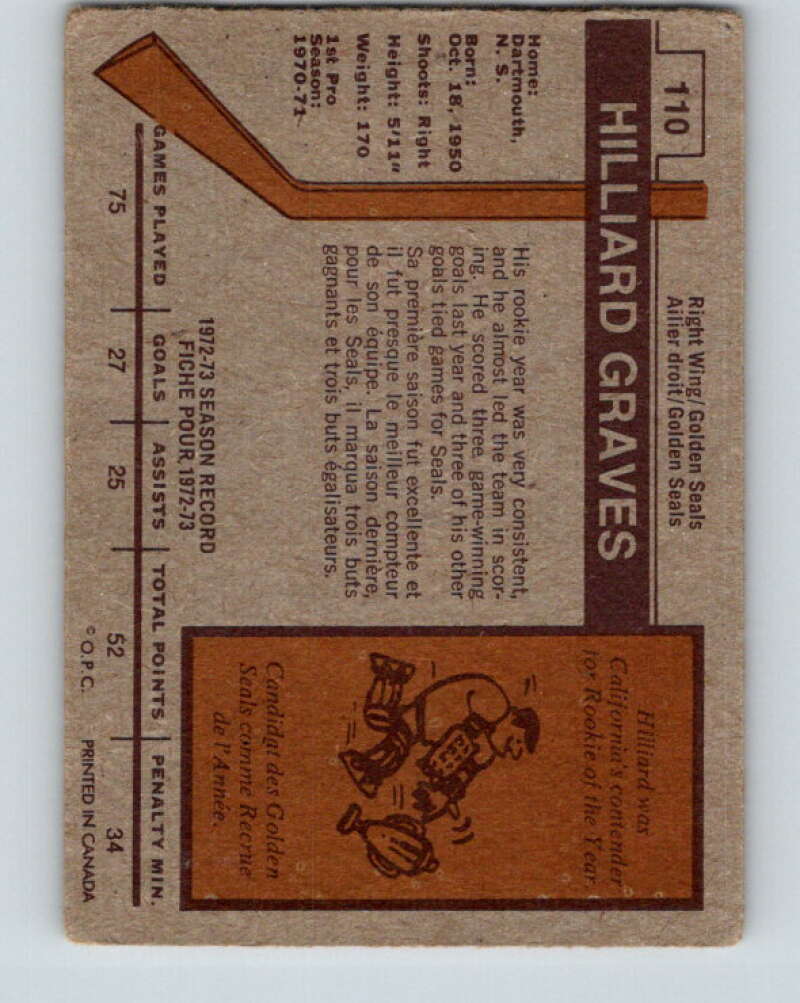 110
Right Wing/Golden Seals
Ailier droit/Golden Seals
HILLIARD GRAVES
Home:
Dartmouth,
N. S.
Born:
Oct. 18, 1950
Shoots: Right
Height: 5'11"
Weight: 170
1st Pro
Season:
1970-71
His rookie year was very consistent,
and he almost led the team in scor-
ing. He scored three game-winning
goals last year and three of his other
goals tied games for Seals.
Sa première saison fut excellente et
il fut presque le meilleur compteur
de son équipe. La saison dernière,
pour les Seals, il marqua trois buts
gagnants et trois buts égalisateurs.
Hilliard was
California's contender
for Rookie of the Year.
Candidat des Golden
Seals comme Recrue
de l'Année.
1972-73 SEASON RECORD
FICHE POUR 1972-73
GAMES PLAYED GOALS ASSISTS TOTAL POINTS PENALTY MIN.
75 27 25 52 34
© O.P.C. PRINTED IN CANADA